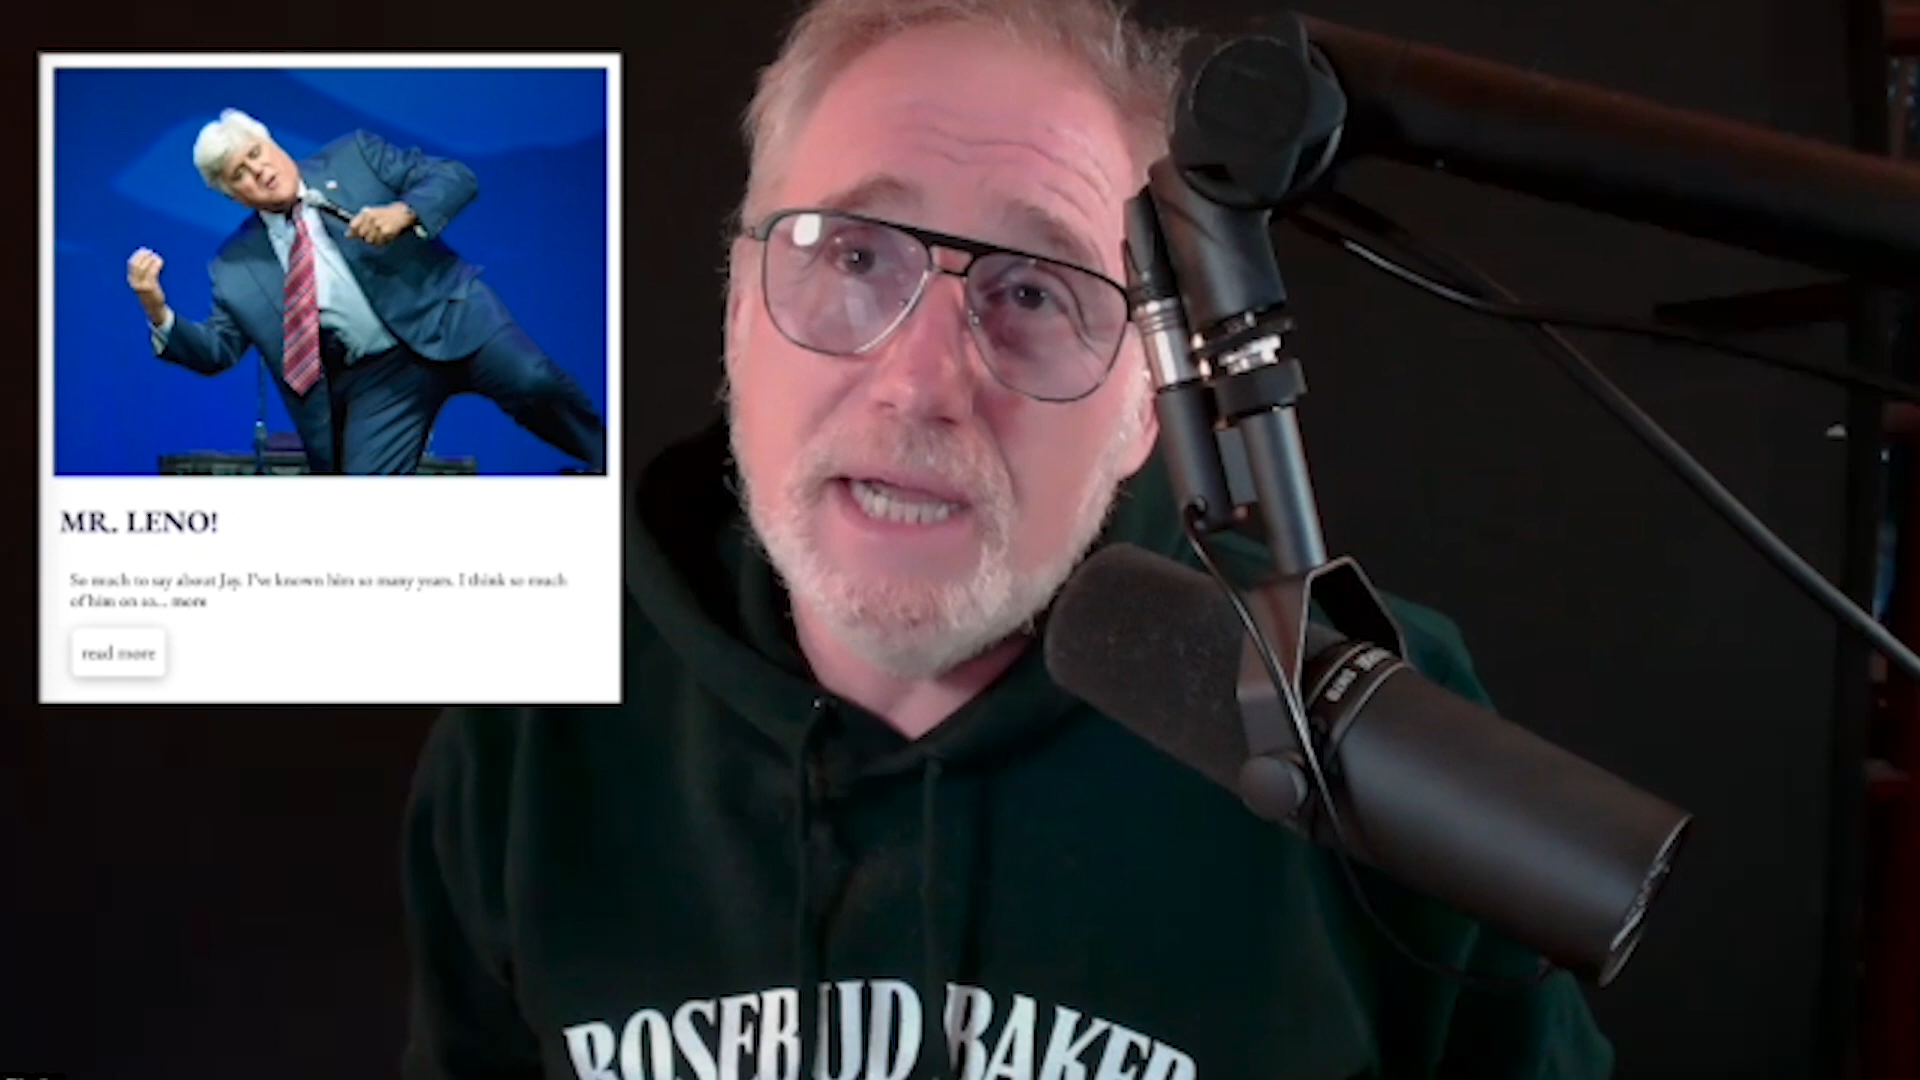 MR. LENO!
So much to say about Jay. I've known him so many years. I think so much
of him on so... more
read more
ROSEBUD BAKER